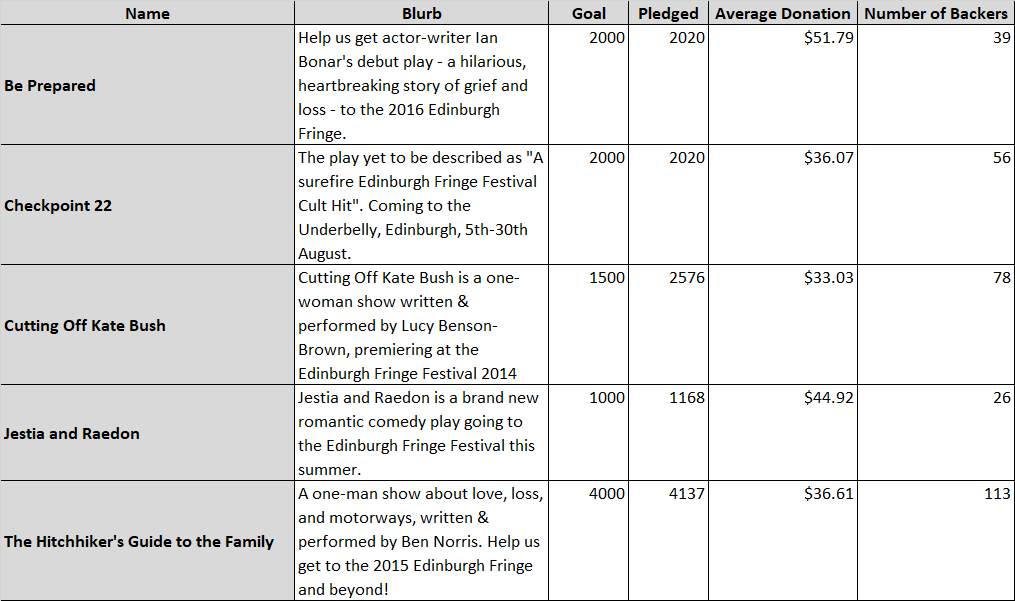 Name Blurb Goal Pledged Average Donation Number of Backers
Be Prepared
Help us get actor-writer Ian
Bonar's debut play - a hilarious,
heartbreaking story of grief and
loss - to the 2016 Edinburgh
Fringe.
2000 2020 $51.79 39
Checkpoint 22
The play yet to be described as "A
surefire Edinburgh Fringe Festival
Cult Hit". Coming to the
Underbelly, Edinburgh, 5th-30th
August.
2000 2020 $36.07 56
Cutting Off Kate Bush
Cutting Off Kate Bush is a one-
woman show written &
performed by Lucy Benson-
Brown, premiering at the
Edinburgh Fringe Festival 2014
1500 2576 $33.03 78
Jestia and Raedon
Jestia and Raedon is a brand new
romantic comedy play going to
the Edinburgh Fringe Festival this
summer.
1000 1168 $44.92 26
The Hitchhiker's Guide to the Family
A one-man show about love, loss,
and motorways, written &
performed by Ben Norris. Help us
get to the 2015 Edinburgh Fringe
and beyond!
4000 4137 $36.61 113